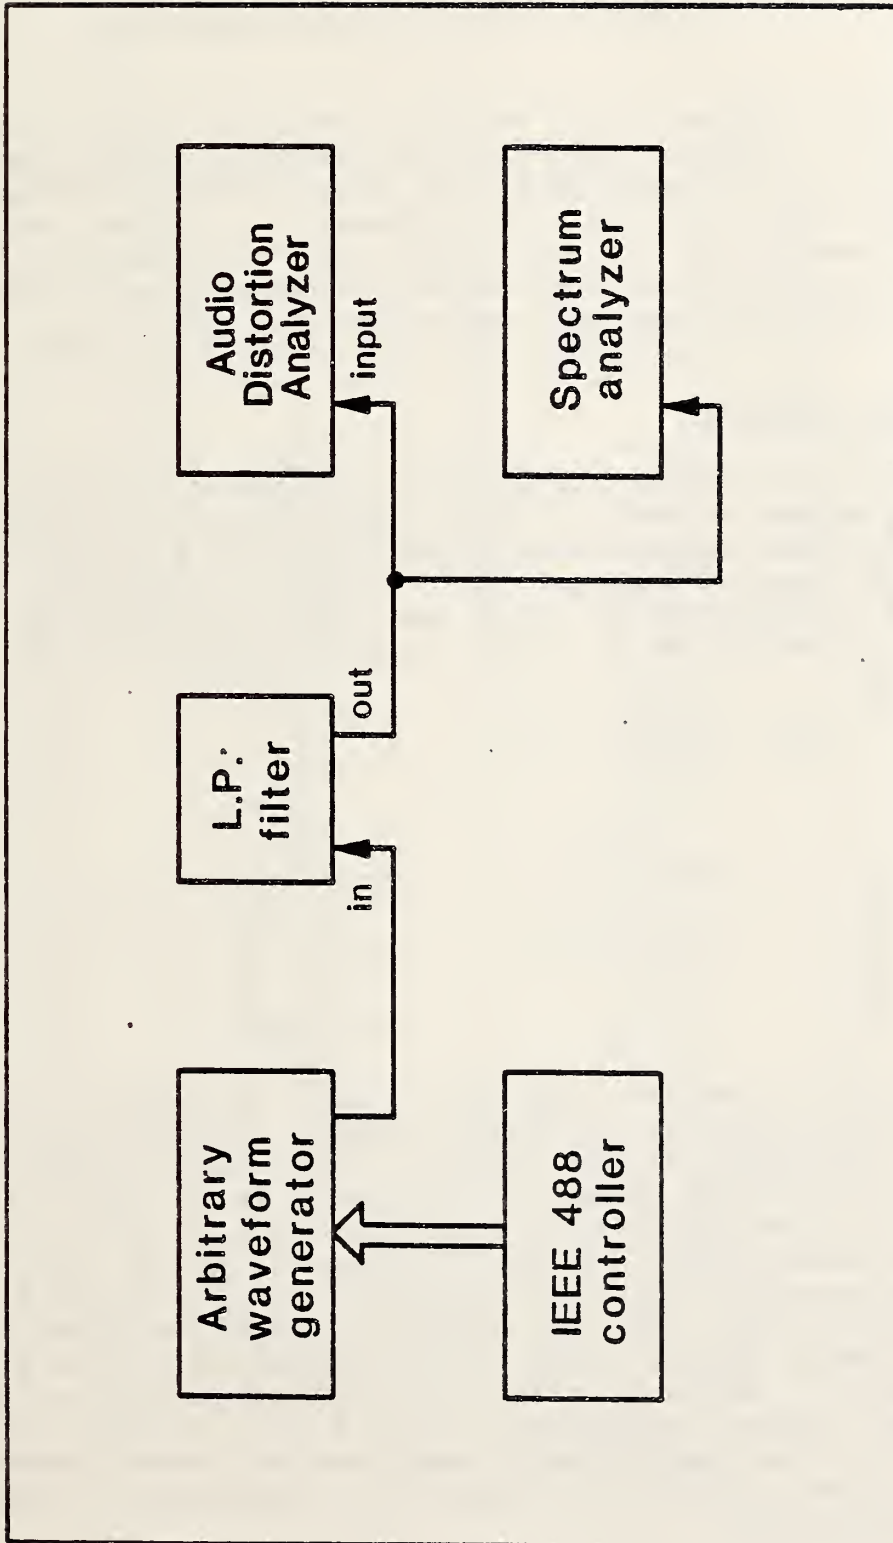 Arbitrary
waveform
generator
L.P.
filter
in
out
Audio
Distortion
Analyzer
input
IEEE 488
controller
Spectrum
analyzer